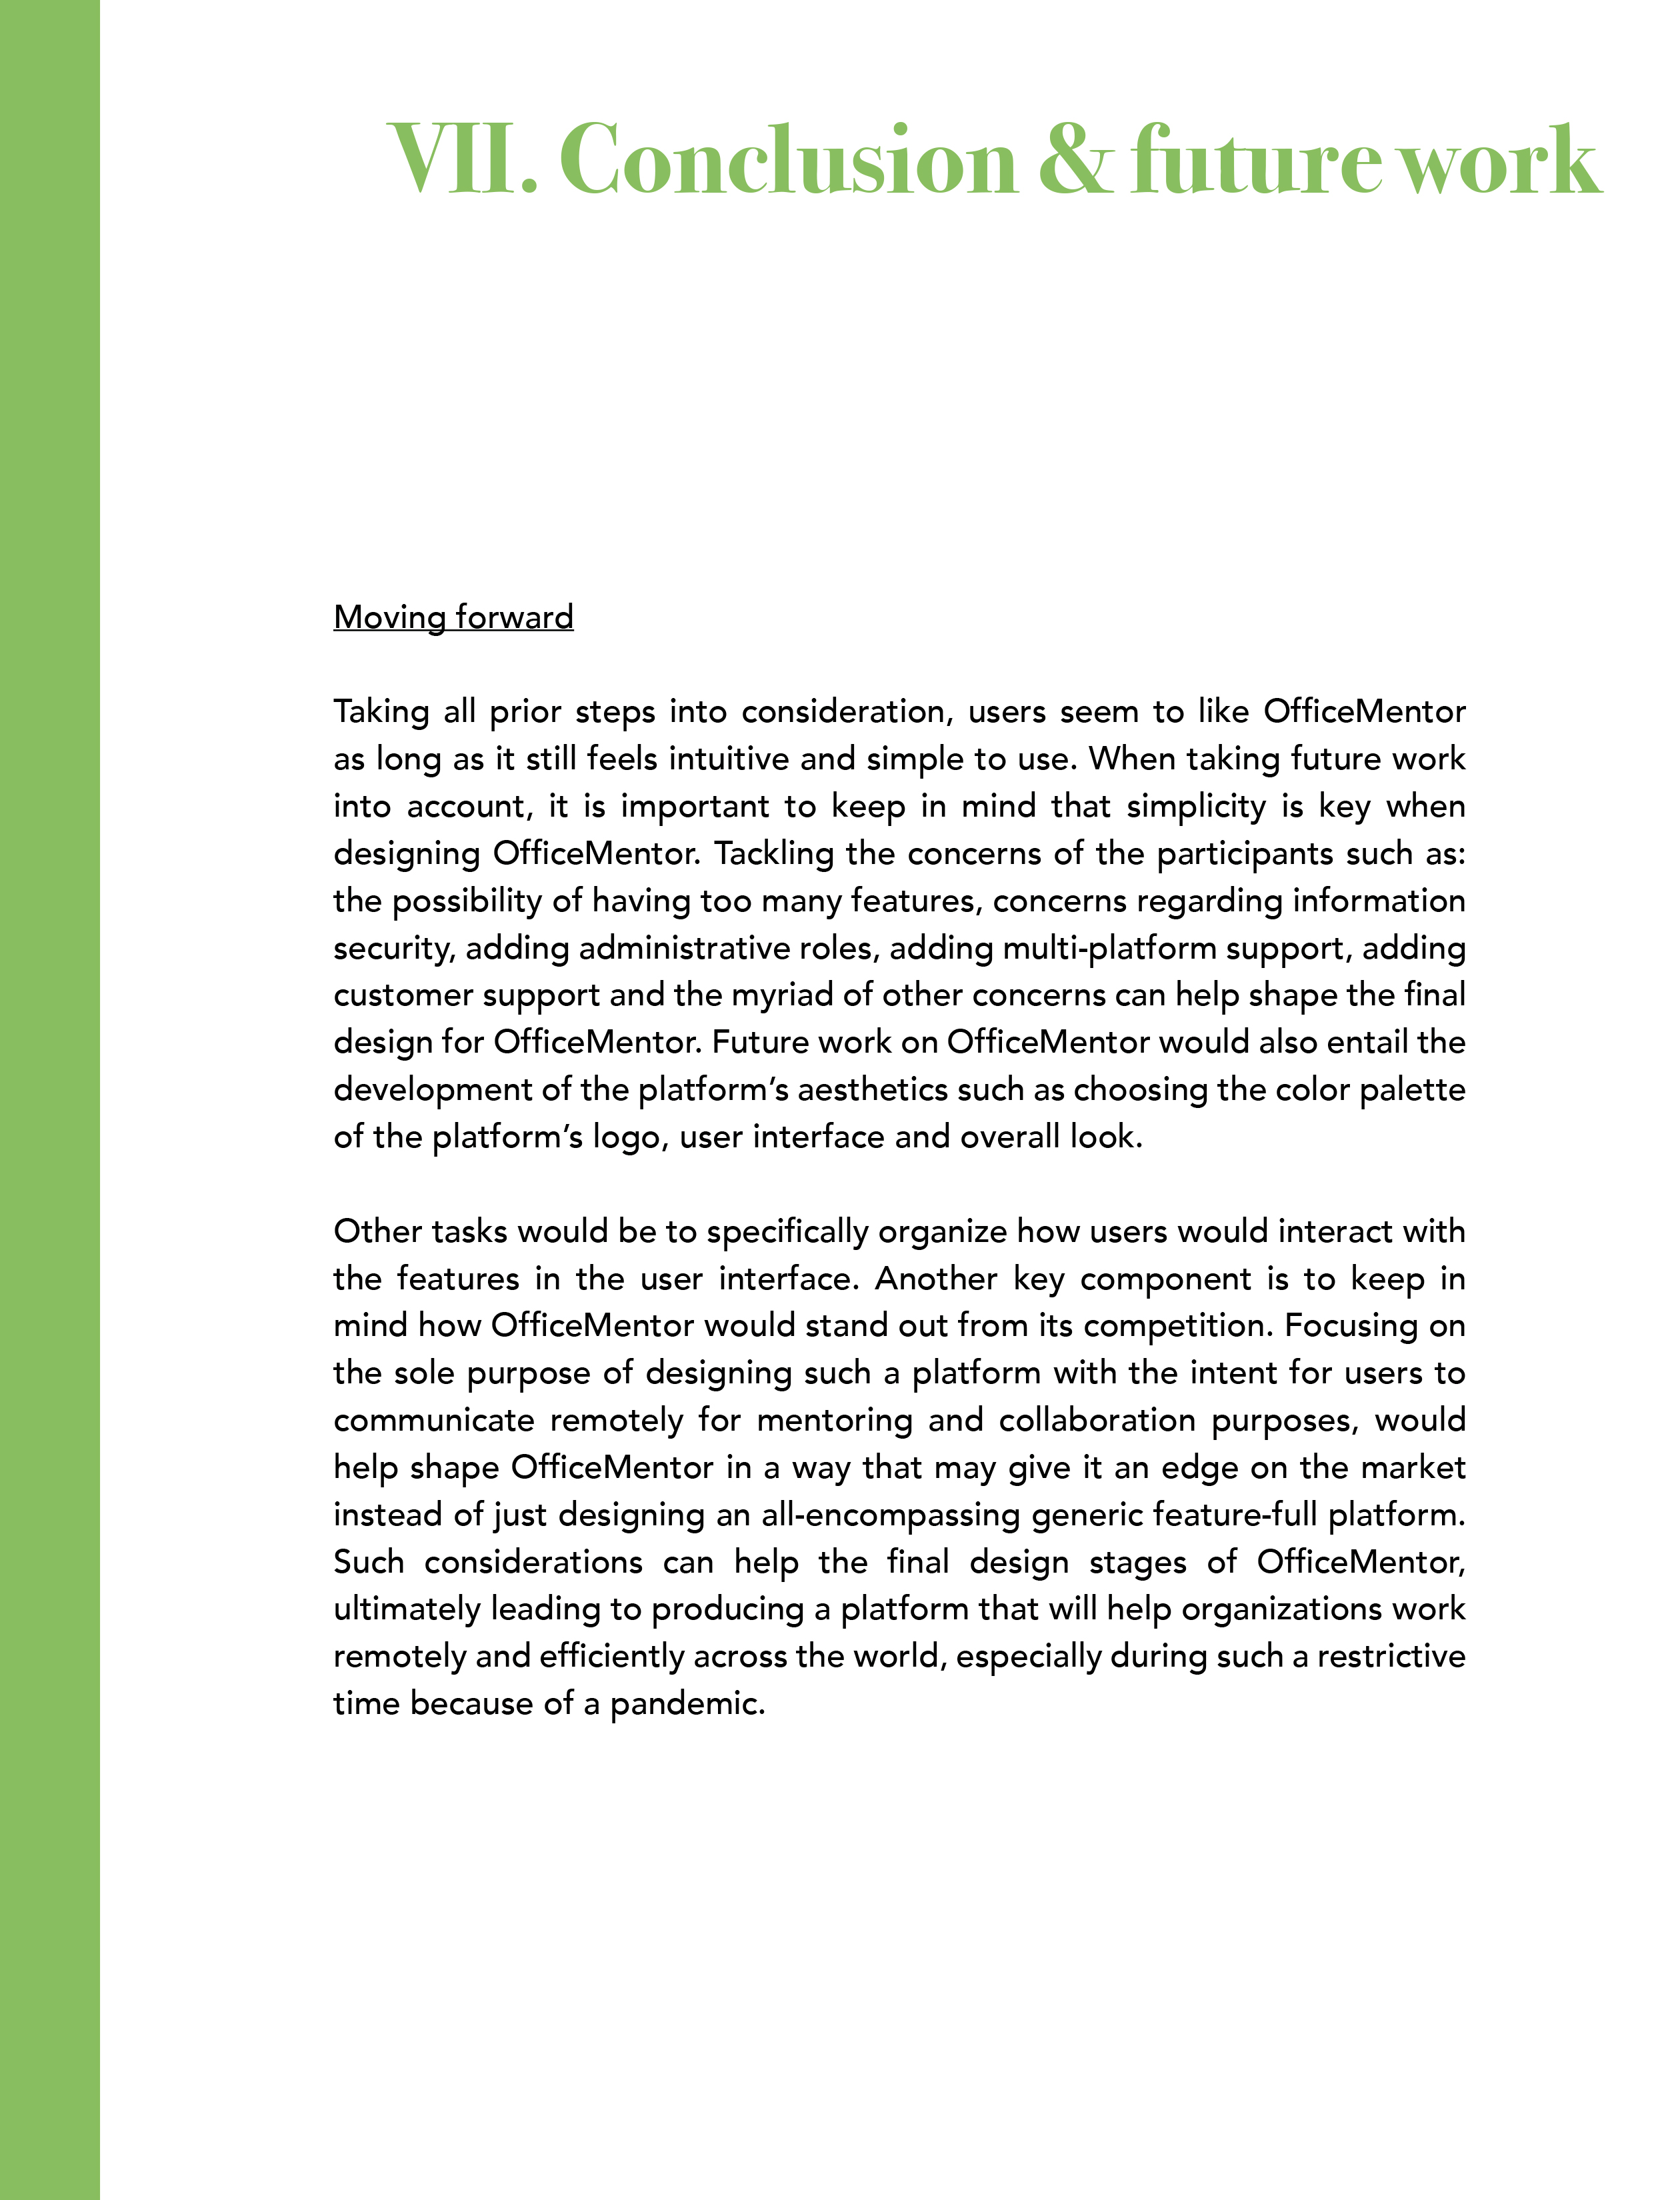 VII. Conclusion & future work
Moving forward
Taking all prior steps into consideration, users seem to like OfficeMentor
as long as it still feels intuitive and simple to use. When taking future work
into account, it is important to keep in mind that simplicity is key when
designing OfficeMentor. Tackling the concerns of the participants such as:
the possibility of having too many features, concerns regarding information
security, adding administrative roles, adding multi-platform support, adding
customer support and the myriad of other concerns can help shape the final
design for OfficeMentor. Future work on OfficeMentor would also entail the
development of the platform’s aesthetics such as choosing the color palette
of the platform’s logo, user interface and overall look.
Other tasks would be to specifically organize how users would interact with
the features in the user interface. Another key component is to keep in
mind how OfficeMentor would stand out from its competition. Focusing on
the sole purpose of designing such a platform with the intent for users to
communicate remotely for mentoring and collaboration purposes, would
help shape OfficeMentor in a way that may give it an edge on the market
instead of just designing an all-encompassing generic feature-full platform.
Such considerations can help the final design stages of OfficeMentor,
ultimately leading to producing a platform that will help organizations work
remotely and efficiently across the world, especially during such a restrictive
time because of a pandemic.